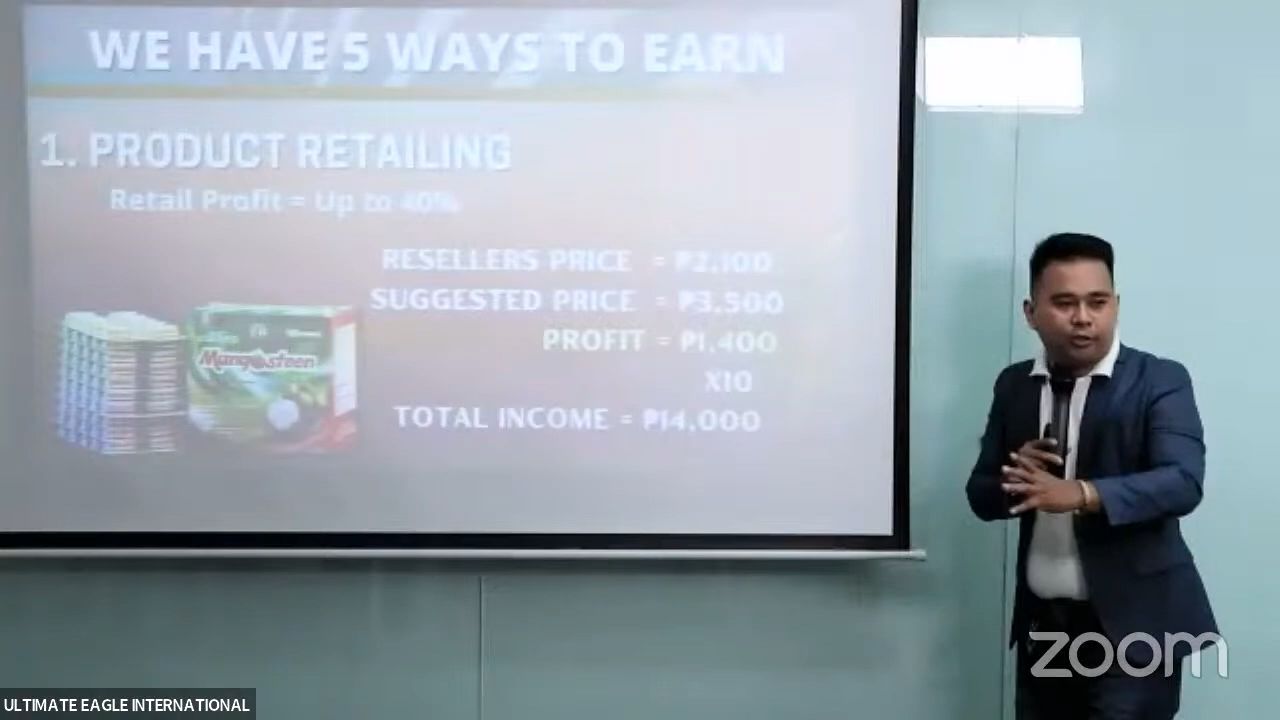 WE HAVE 5 WAYS TO EARN
1. PRODUCT RETAILING
Retail Profit = Up to 40%
RESELLERS PRICE = ₱2,100
SUGGESTED PRICE = ₱3,500
PROFIT = ₱1,400
X10
TOTAL INCOME = ₱14,000
Mangosteen
zoom
ULTIMATE EAGLE INTERNATIONAL